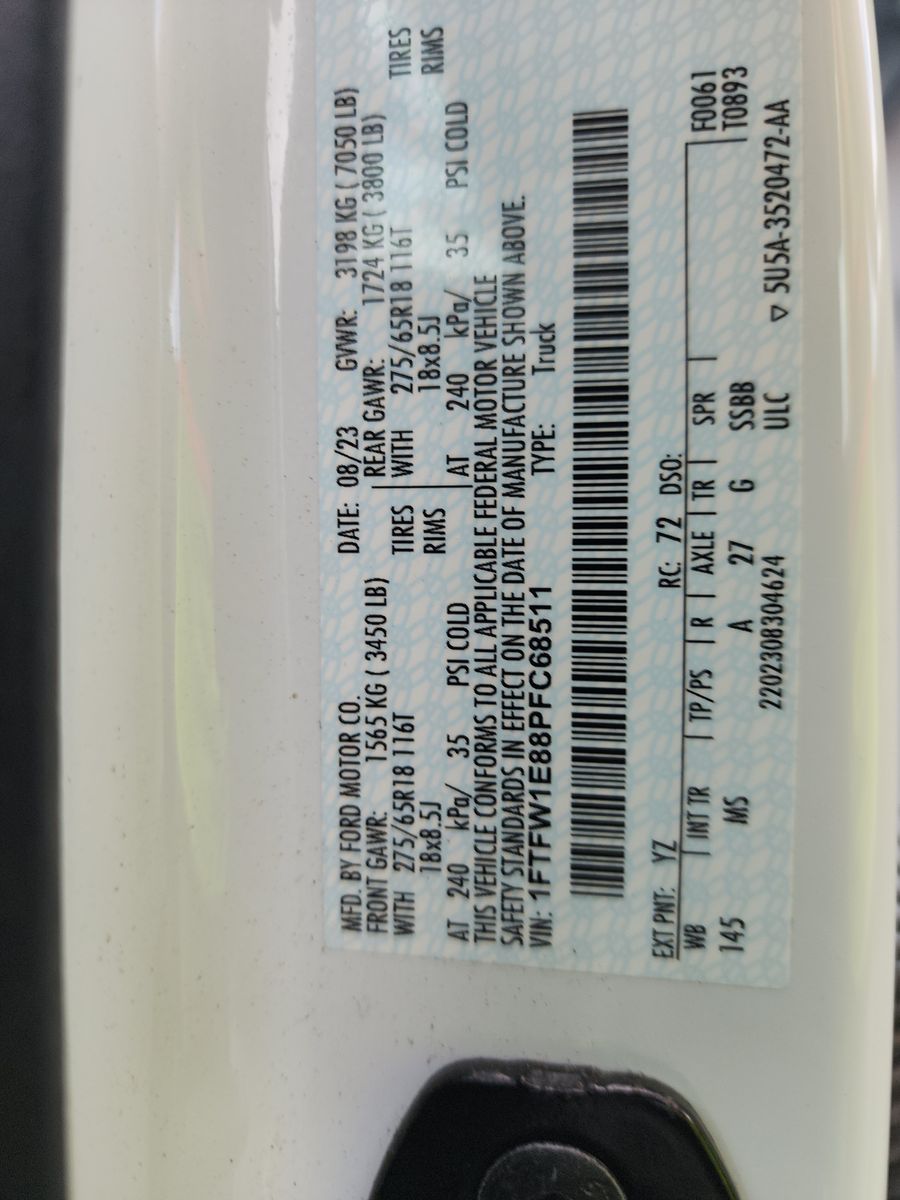 MFD. BY FORD MOTOR CO. DATE: 08/23 GVWR: 3198 KG ( 7050 LB)
FRONT GAWR: 1565 KG ( 3450 LB) REAR GAWR: 1724 KG ( 3800 LB)
WITH 275/65R18 116T TIRES WITH 275/65R18 116T TIRES
18x8.5J RIMS 18x8.5J RIMS
AT 240 kPa/ 35 PSI COLD AT 240 kPa/ 35 PSI COLD
THIS VEHICLE CONFORMS TO ALL APPLICABLE FEDERAL MOTOR VEHICLE
SAFETY STANDARDS IN EFFECT ON THE DATE OF MANUFACTURE SHOWN ABOVE.
VIN: 1FTFW1E88PFC68511 TYPE: Truck
EXT PNT: YZ RC: 72 DSO:
WB INT TR TP/PS R AXLE TR SPR F0061
145 MS A 27 G SSBB T0893
2202308304624 ULC ▽ 5U5A-3520472-AA